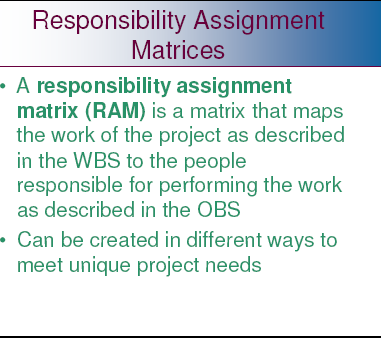 Responsibility Assignment
Matrices
• A responsibility assignment
matrix (RAM) is a matrix that maps
the work of the project as described
in the WBS to the people
responsible for performing the work
as described in the OBS
• Can be created in different ways to
meet unique project needs